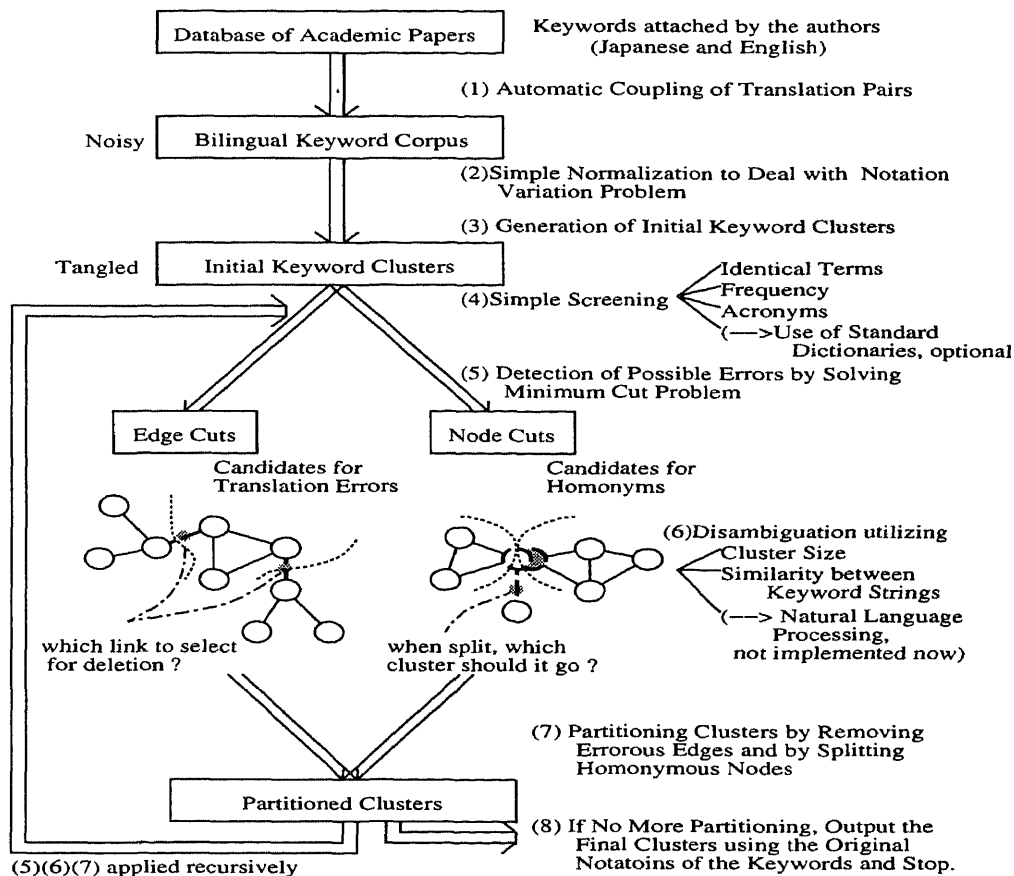 Database of Academic Papers
Keywords attached by the authors
(Japanese and English)
(1) Automatic Coupling of Translation Pairs
Noisy
Bilingual Keyword Corpus
(2)Simple Normalization to Deal with Notation
Variation Problem
(3) Generation of Initial Keyword Clusters
Tangled
Initial Keyword Clusters
(4)Simple Screening
Identical Terms
Frequency
Acronyms
(-->Use of Standard
Dictionaries, optional
(5) Detection of Possible Errors by Solving
Minimum Cut Problem
Edge Cuts
Node Cuts
Candidates for
Translation Errors
Candidates for
Homonyms
(6)Disambiguation utilizing
Cluster Size
Similarity between
Keyword Strings
(--> Natural Language
Processing,
not implemented now)
which link to select
for deletion ?
when split, which
cluster should it go ?
(7) Partitioning Clusters by Removing
Errorous Edges and by Splitting
Homonymous Nodes
Partitioned Clusters
(8) If No More Partitioning, Output the
Final Clusters using the Original
Notatoins of the Keywords and Stop.
(5)(6)(7) applied recursively